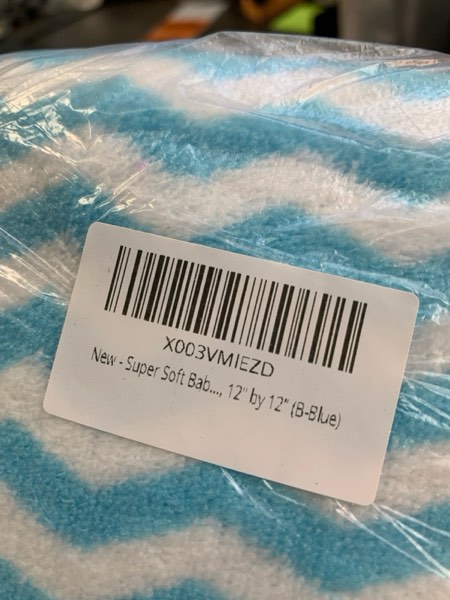 X003VMIEZD
New - Super Soft Bab..., 12" by 12" (B-Blue)